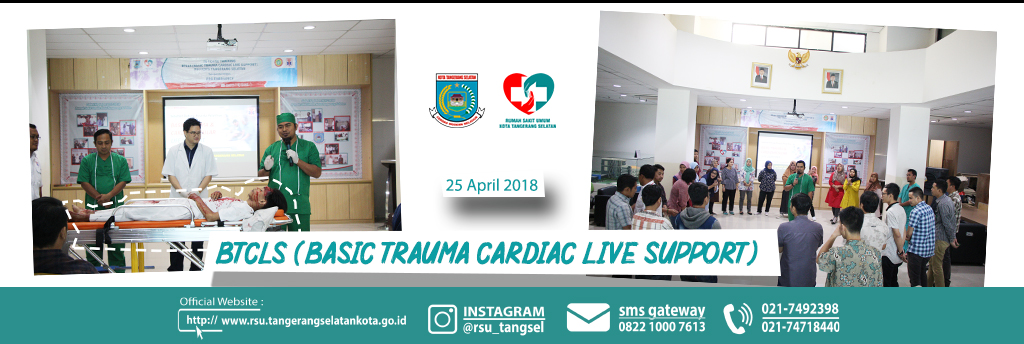 KOTA TANGERANG SELATAN
RUMAH SAKIT UMUM
KOTA TANGERANG SELATAN
25 April 2018
BTCLS (BASIC TRAUMA CARDIAC LIVE SUPPORT)
Official Website :
http:// www.rsu.tangerangselatankota.go.id
INSTAGRAM
@rsu_tangsel
sms gateway
0822 1000 7613
021-7492398
021-74718440